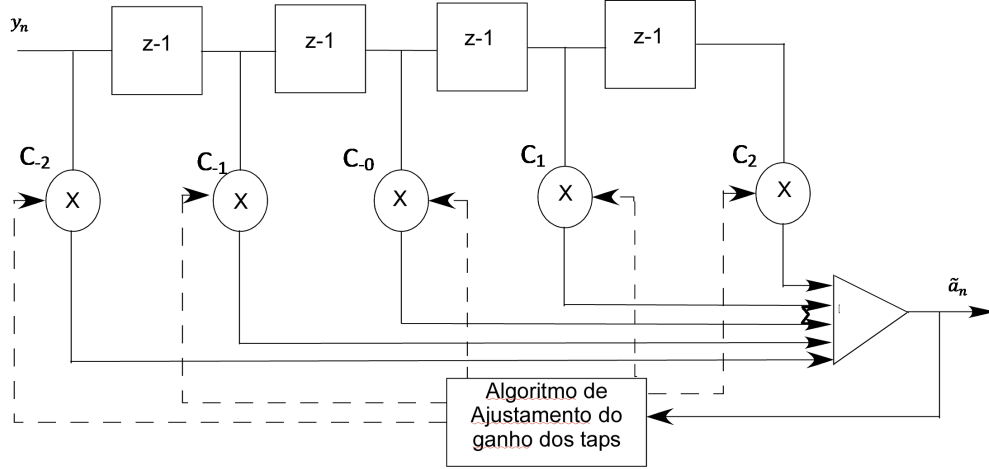 yₙ
z-1
z-1
z-1
z-1
C-2
C-1
C-0
C1
C2
X
X
X
X
X
Σ
ãₙ
Algoritmo de
Ajustamento do
ganho dos taps